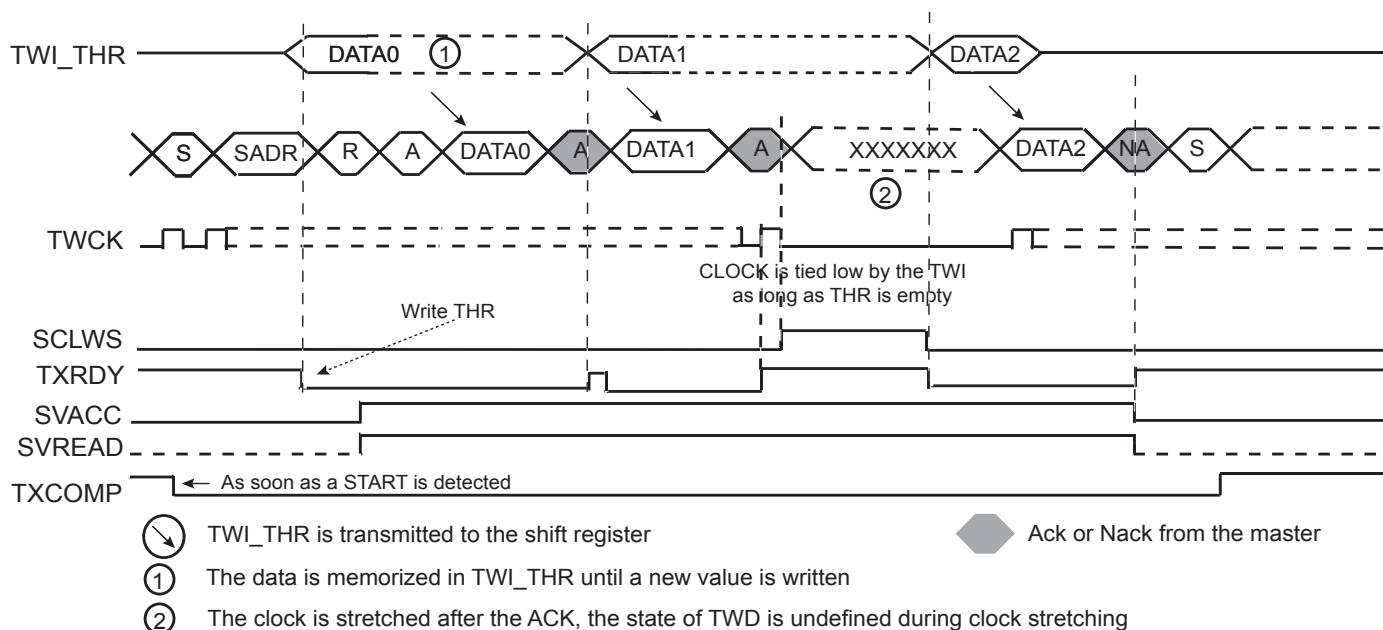 TWI_THR DATA0 1 DATA1 DATA2
S SADR R A DATA0 A DATA1 A XXXXXXX DATA2 NA S
2
TWCK
CLOCK is tied low by the TWI
as long as THR is empty
Write THR
SCLWS
TXRDY
SVACC
SVREAD
As soon as a START is detected
TXCOMP
TWI_THR is transmitted to the shift register Ack or Nack from the master
1 The data is memorized in TWI_THR until a new value is written
2 The clock is stretched after the ACK, the state of TWD is undefined during clock stretching